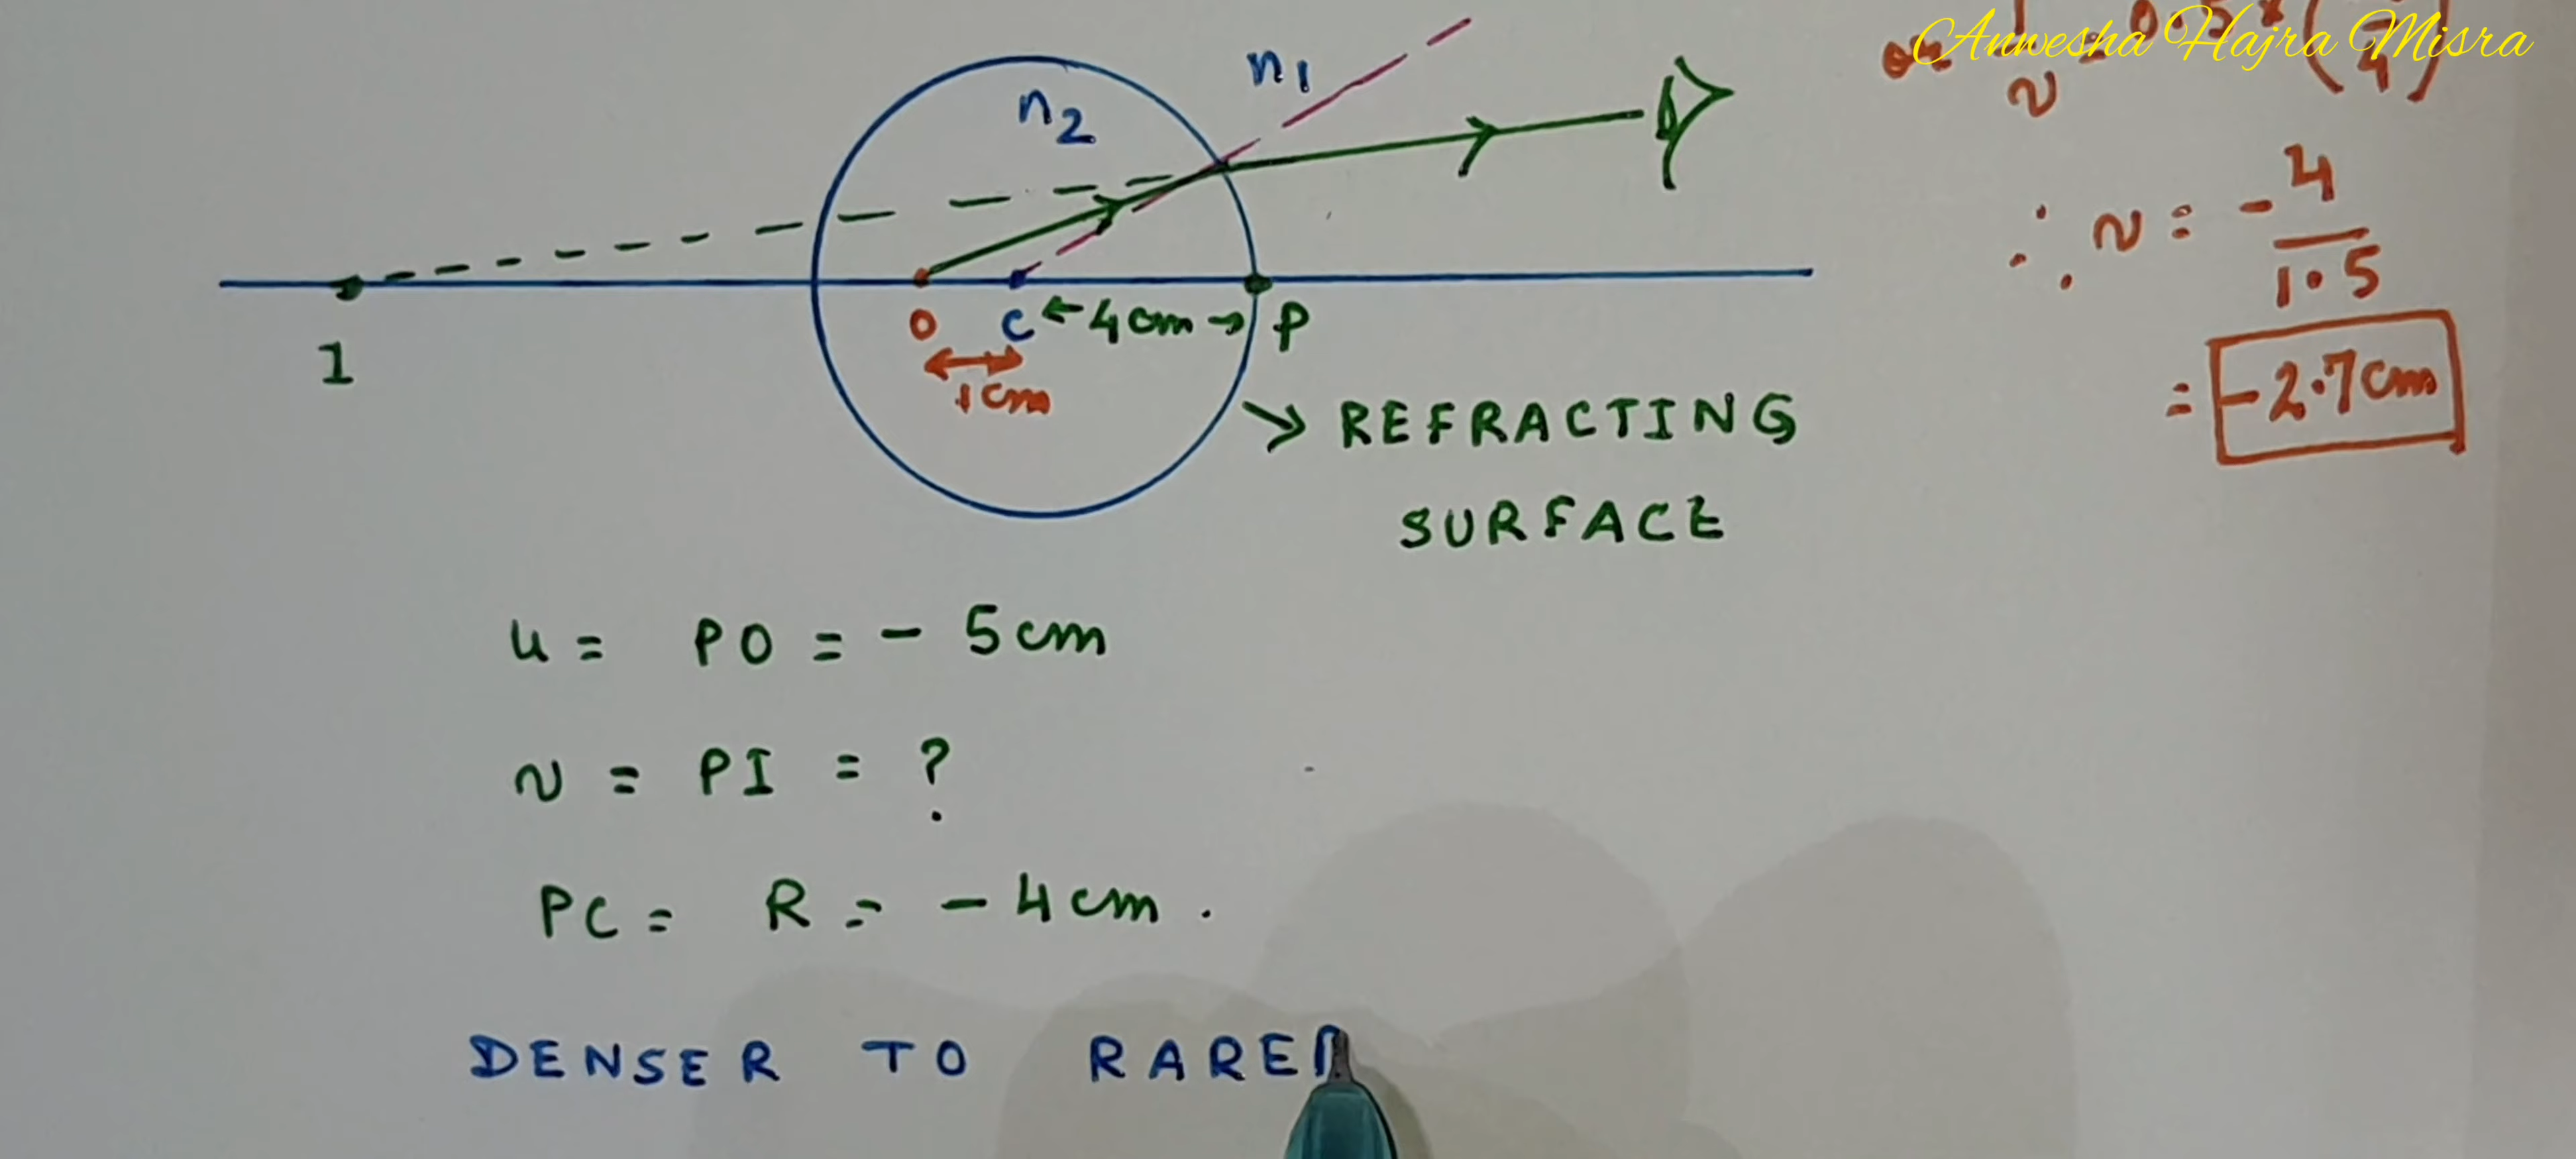 Anwesha Hajra Misra
n1
n2
v
∴ v = - 4 / 1.5
= -2.7cm
O C ←4cm→ P
I
1cm
→ REFRACTING
SURFACE
u = PO = - 5cm
v = PI = ?
PC = R = - 4cm.
DENSER TO RARER